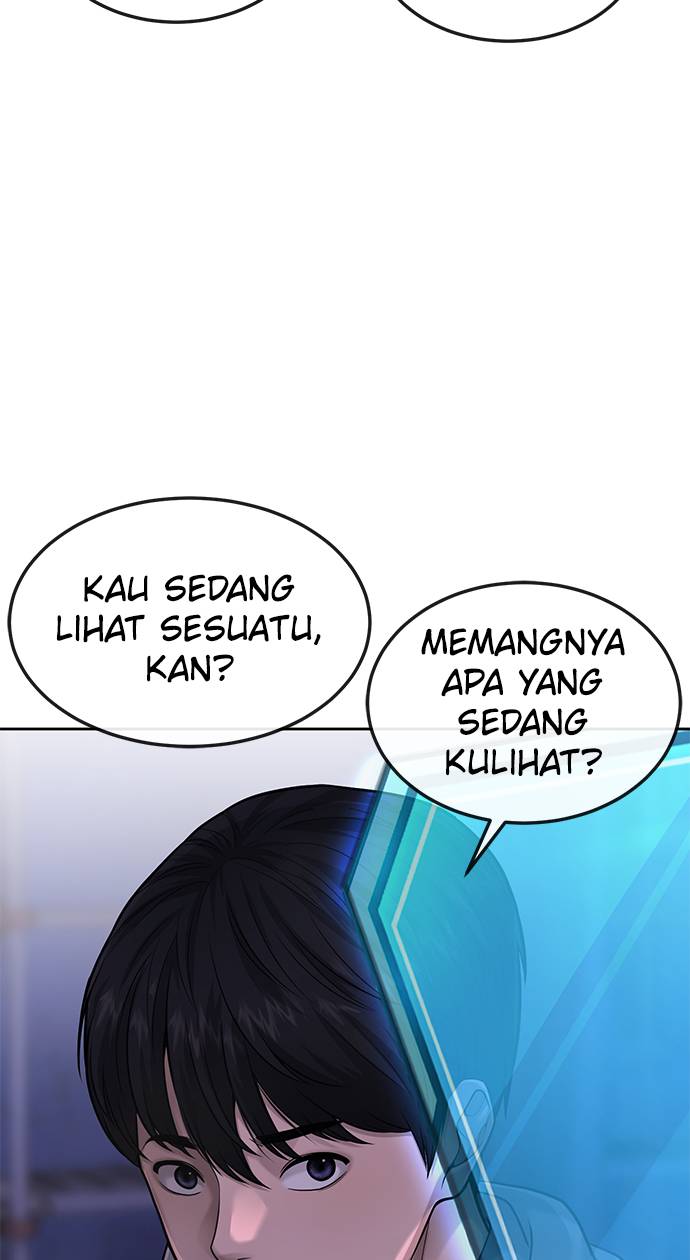 KAU SEDANG
LIHAT SESUATU,
KAN?
MEMANGNYA
APA YANG
SEDANG
KULIHAT?